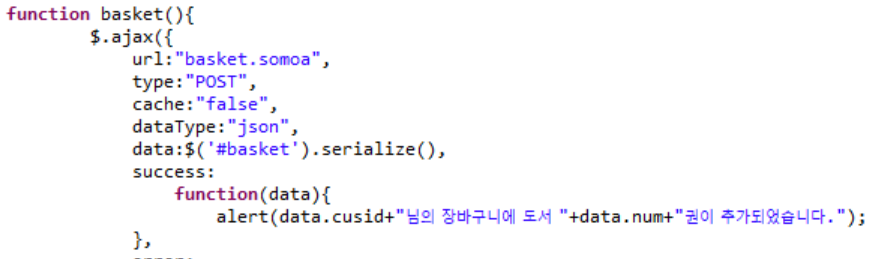 function basket(){
$.ajax({
url:"basket.somoa",
type:"POST",
cache:"false",
dataType:"json",
data:$('#basket').serialize(),
success:
function(data){
alert(data.cusid+"님의 장바구니에 도서 "+data.num+"권이 추가되었습니다.");
},